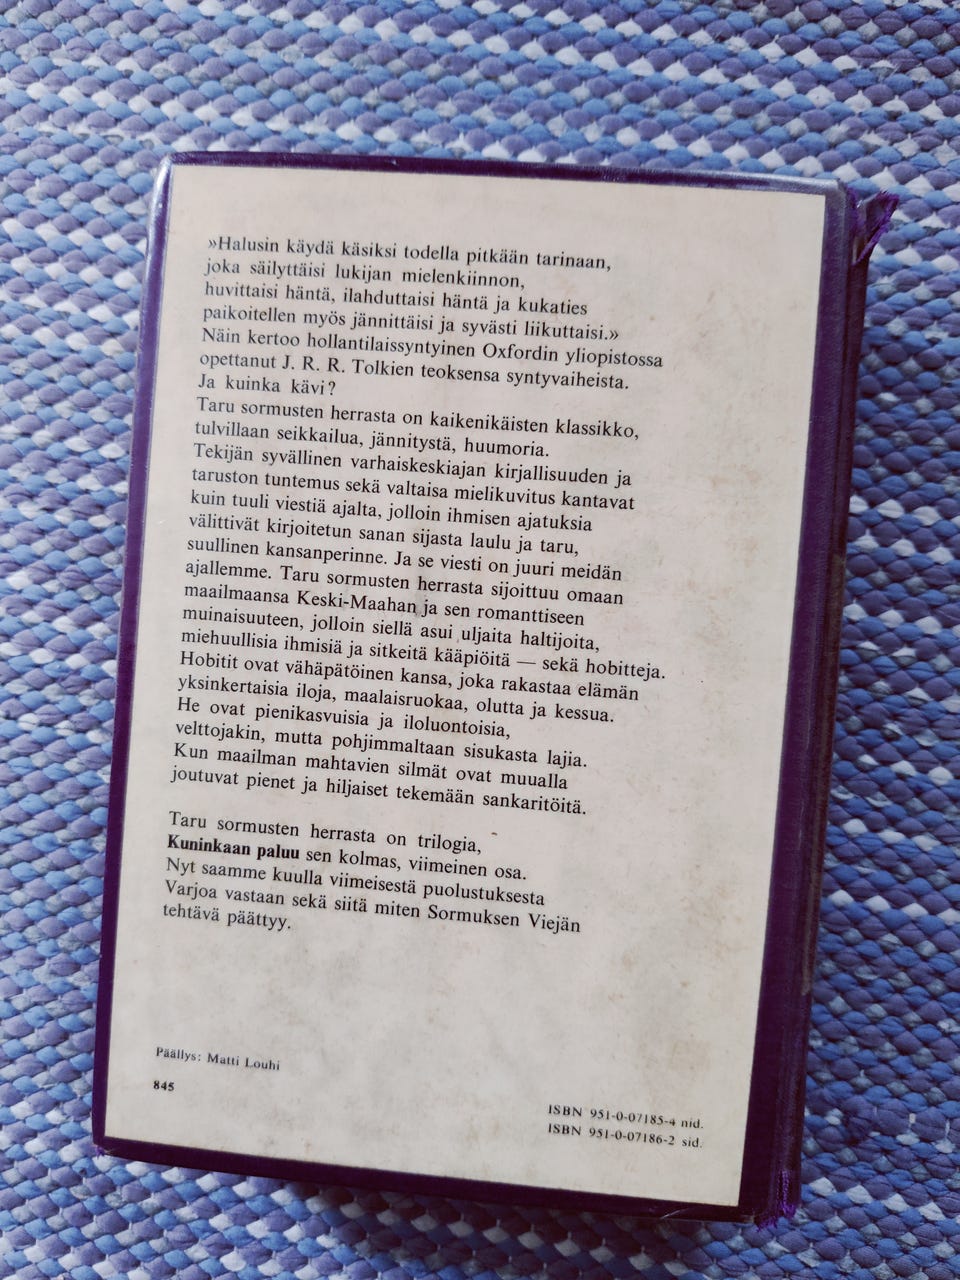 »Halusin käydä käsiksi todella pitkään tarinaan,
joka säilyttäisi lukijan mielenkiinnon,
huvittaisi häntä, ilahduttaisi häntä ja kukaties
paikoitellen myös jännittäisi ja syvästi liikuttaisi.»
Näin kertoo hollantilaissyntyinen Oxfordin yliopistossa
opettanut J. R. R. Tolkien teoksensa syntyvaiheista.
Ja kuinka kävi?
Taru sormusten herrasta on kaikenikäisten klassikko,
tulvillaan seikkailua, jännitystä, huumoria.
Tekijän syvällinen varhaiskeskiajan kirjallisuuden ja
taruston tuntemus sekä valtaisa mielikuvitus kantavat
kuin tuuli viestiä ajalta, jolloin ihmisen ajatuksia
välittivät kirjoitetun sanan sijasta laulu ja taru,
suullinen kansanperinne. Ja se viesti on juuri meidän
ajallemme. Taru sormusten herrasta sijoittuu omaan
maailmaansa Keski-Maahan ja sen romanttiseen
muinaisuuteen, jolloin siellä asui uljaita haltijoita,
miehuullisia ihmisiä ja sitkeitä kääpiöitä — sekä hobitteja.
Hobitit ovat vähäpätöinen kansa, joka rakastaa elämän
yksinkertaisia iloja, maalaisruokaa, olutta ja kessua.
He ovat pienikasvuisia ja iloluontoisia,
velttojakin, mutta pohjimmaltaan sisukasta lajia.
Kun maailman mahtavien silmät ovat muualla
joutuvat pienet ja hiljaiset tekemään sankaritöitä.
Taru sormusten herrasta on trilogia,
Kuninkaan paluu sen kolmas, viimeinen osa.
Nyt saamme kuulla viimeisestä puolustuksesta
Varjoa vastaan sekä siitä miten Sormuksen Viejän
tehtävä päättyy.
Päällys: Matti Louhi
845
ISBN 951-0-07185-4 nid.
ISBN 951-0-07186-2 sid.